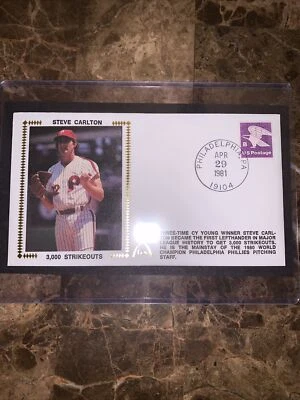 STEVE CARLTON
3,000 STRIKEOUTS
PHILADELPHIA, PA
APR
29
1981
19104
B
US Postage
THREE-TIME CY YOUNG WINNER STEVE CARL-
TON BECAME THE FIRST LEFTHANDER IN MAJOR
LEAGUE HISTORY TO GET 3,000 STRIKEOUTS.
HE IS THE MAINSTAY OF THE 1980 WORLD
CHAMPION PHILADELPHIA PHILLIES PITCHING
STAFF.